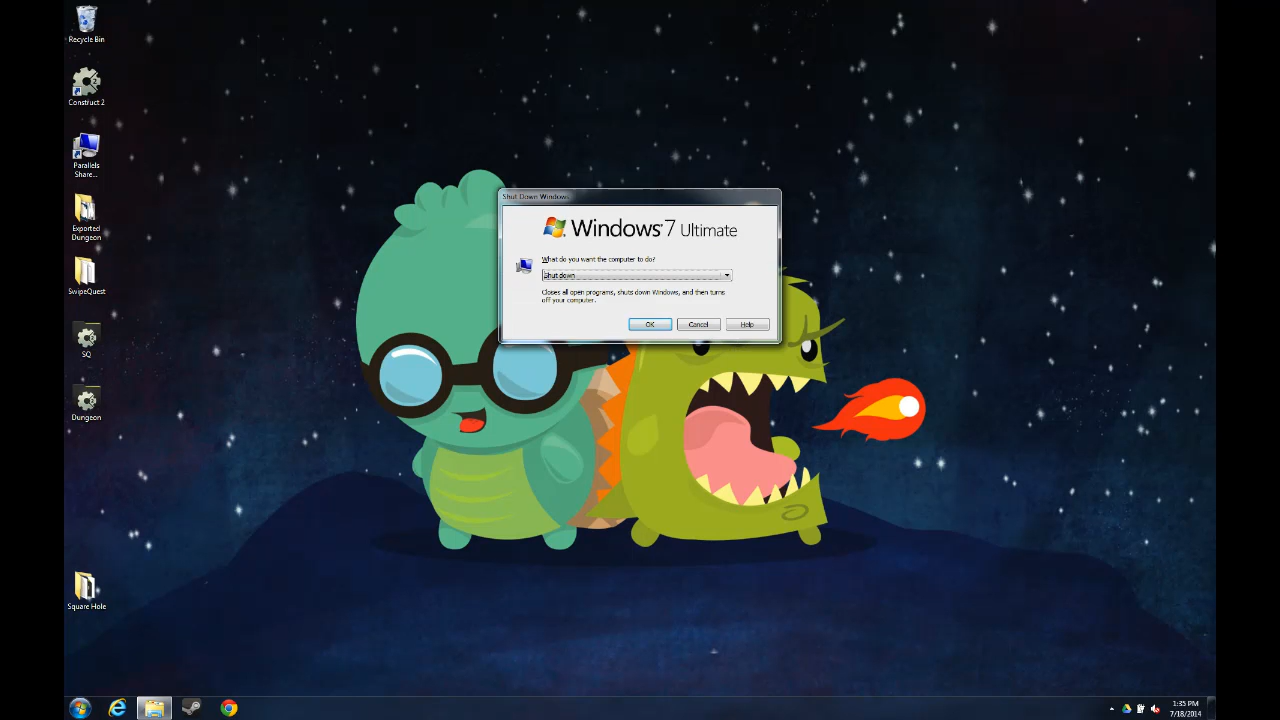 Recycle Bin
Construct 2
Parallels
Share...
Exported
Dungeon
SwipeQuest
SQ
Dungeon
Square Hole
Shut Down Windows
Windows 7 Ultimate
What do you want the computer to do?
Shut down
Closes all open programs, shuts down Windows, and then turns
off your computer.
OK Cancel Help
1:35 PM
7/18/2014